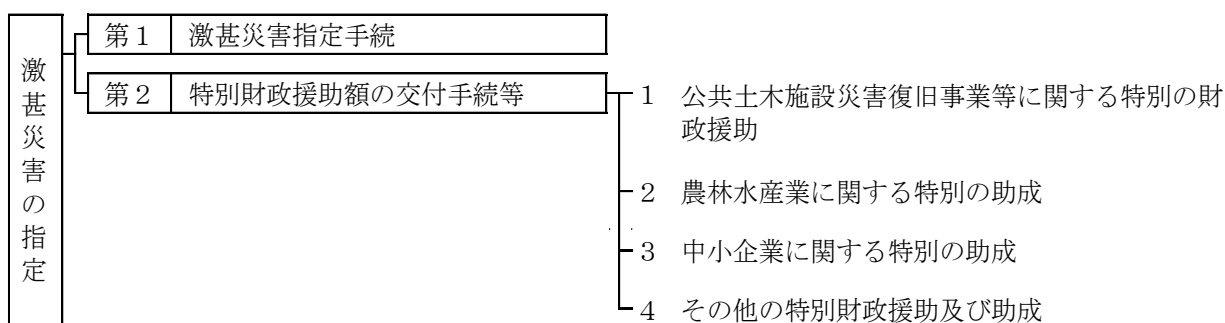 激甚災害の指定
第１ 激甚災害指定手続
第２ 特別財政援助額の交付手続等
1 公共土木施設災害復旧事業等に関する特別の財
政援助
2 農林水産業に関する特別の助成
3 中小企業に関する特別の助成
4 その他の特別財政援助及び助成